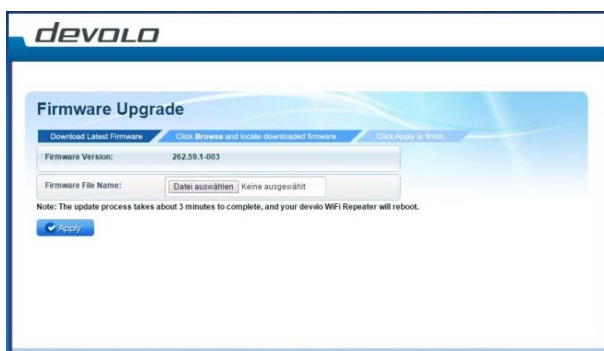 devolo
Firmware Upgrade
Download Latest Firmware Click Browse and locate downloaded firmware Click Apply to finish.
Firmware Version: 262.59.1-003
Firmware File Name: Datei auswählen Keine ausgewählt
Note: The update process takes about 3 minutes to complete, and your devolo WiFi Repeater will reboot.
Apply